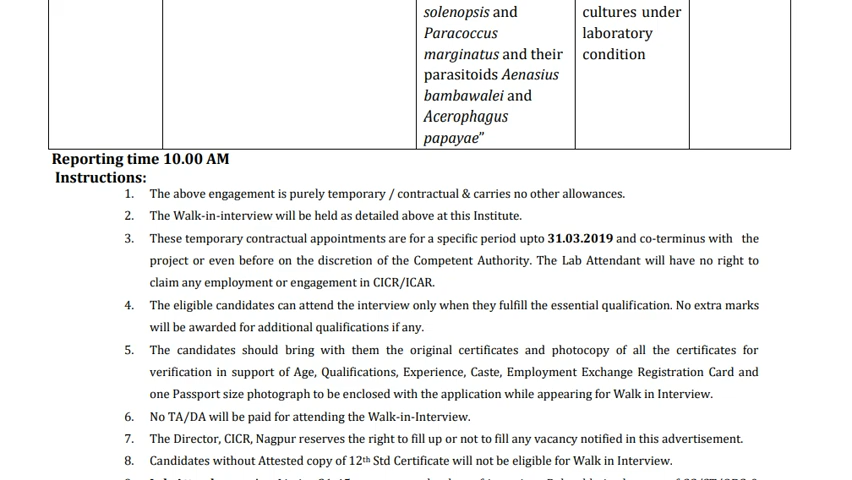 solenopsis and
Paracoccus
marginatus and their
parasitoids Aenasius
bambawalei and
Acerophagus
papayae”
cultures under
laboratory
condition
Reporting time 10.00 AM
Instructions:
1. The above engagement is purely temporary / contractual & carries no other allowances.
2. The Walk-in-interview will be held as detailed above at this Institute.
3. These temporary contractual appointments are for a specific period upto 31.03.2019 and co-terminus with the
project or even before on the discretion of the Competent Authority. The Lab Attendant will have no right to
claim any employment or engagement in CICR/ICAR.
4. The eligible candidates can attend the interview only when they fulfill the essential qualification. No extra marks
will be awarded for additional qualifications if any.
5. The candidates should bring with them the original certificates and photocopy of all the certificates for
verification in support of Age, Qualifications, Experience, Caste, Employment Exchange Registration Card and
one Passport size photograph to be enclosed with the application while appearing for Walk in Interview.
6. No TA/DA will be paid for attending the Walk-in-Interview.
7. The Director, CICR, Nagpur reserves the right to fill up or not to fill any vacancy notified in this advertisement.
8. Candidates without Attested copy of 12th Std Certificate will not be eligible for Walk in Interview.